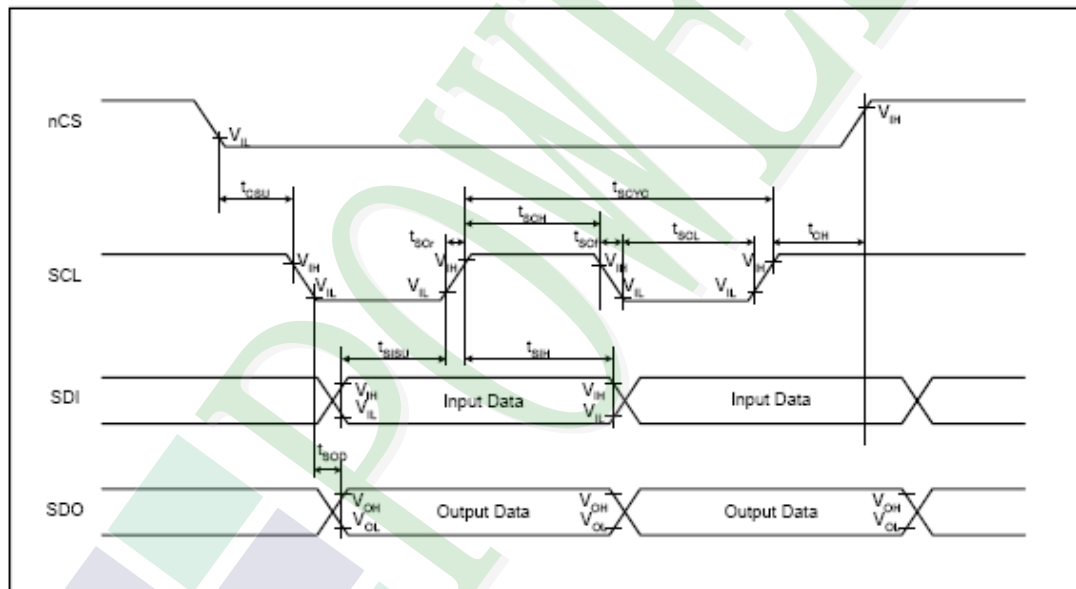 nCS
V_IL
V_IH
t_CSU
t_SCYC
t_SCH
t_SCr
t_SCf
t_SCL
t_CH
SCL
V_IH
V_IL
V_IL
V_IH
V_IH
V_IL
V_IL
V_IH
t_SISU
t_SIH
SDI
V_IH
V_IL
Input Data
V_IH
V_IL
Input Data
t_SOD
SDO
V_OH
V_OL
Output Data
V_OH
V_OL
Output Data
V_OH
V_OL